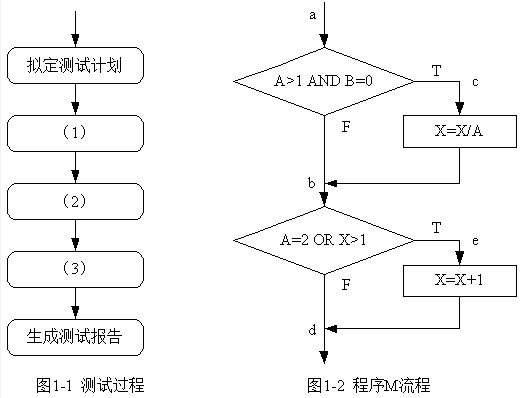 拟定测试计划
（1）
（2）
（3）
生成测试报告
图1-1 测试过程
a
A>1 AND B=0
T
c
X=X/A
F
b
A=2 OR X>1
T
e
X=X+1
F
d
图1-2 程序M流程